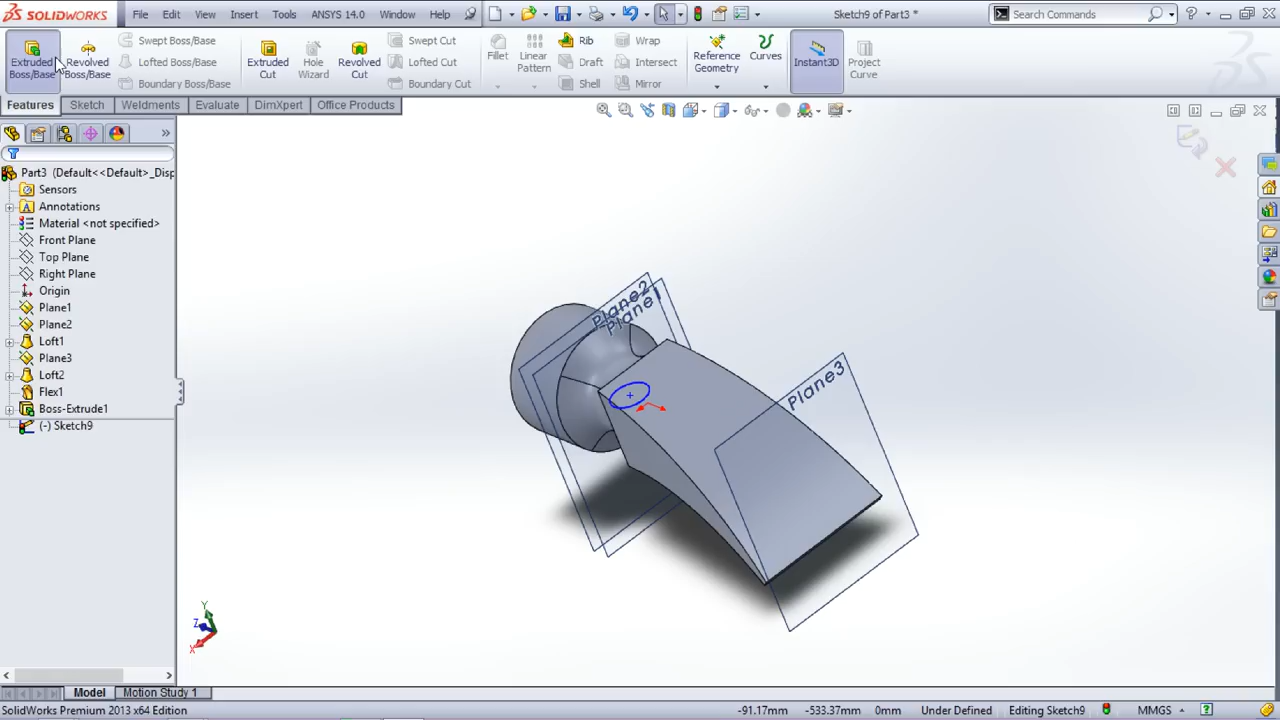 SOLIDWORKS File Edit View Insert Tools ANSYS 14.0 Window Help Sketch9 of Part3 * Search Commands
Extruded Boss/Base
Revolved Boss/Base
Swept Boss/Base
Lofted Boss/Base
Boundary Boss/Base
Extruded Cut
Hole Wizard
Revolved Cut
Swept Cut
Lofted Cut
Boundary Cut
Fillet
Linear Pattern
Rib
Draft
Shell
Wrap
Intersect
Mirror
Reference Geometry
Curves
Instant3D
Project Curve
Features Sketch Weldments Evaluate DimXpert Office Products
Part3 (Default<<Default>_Disp
Sensors
Annotations
Material <not specified>
Front Plane
Top Plane
Right Plane
Origin
Plane1
Plane2
Loft1
Plane3
Loft2
Flex1
Boss-Extrude1
(-) Sketch9
Plane2
Plane1
Plane3
Y
Z
X
Model Motion Study 1
SolidWorks Premium 2013 x64 Edition -91.17mm -533.37mm 0mm Under Defined Editing Sketch9 MMGS